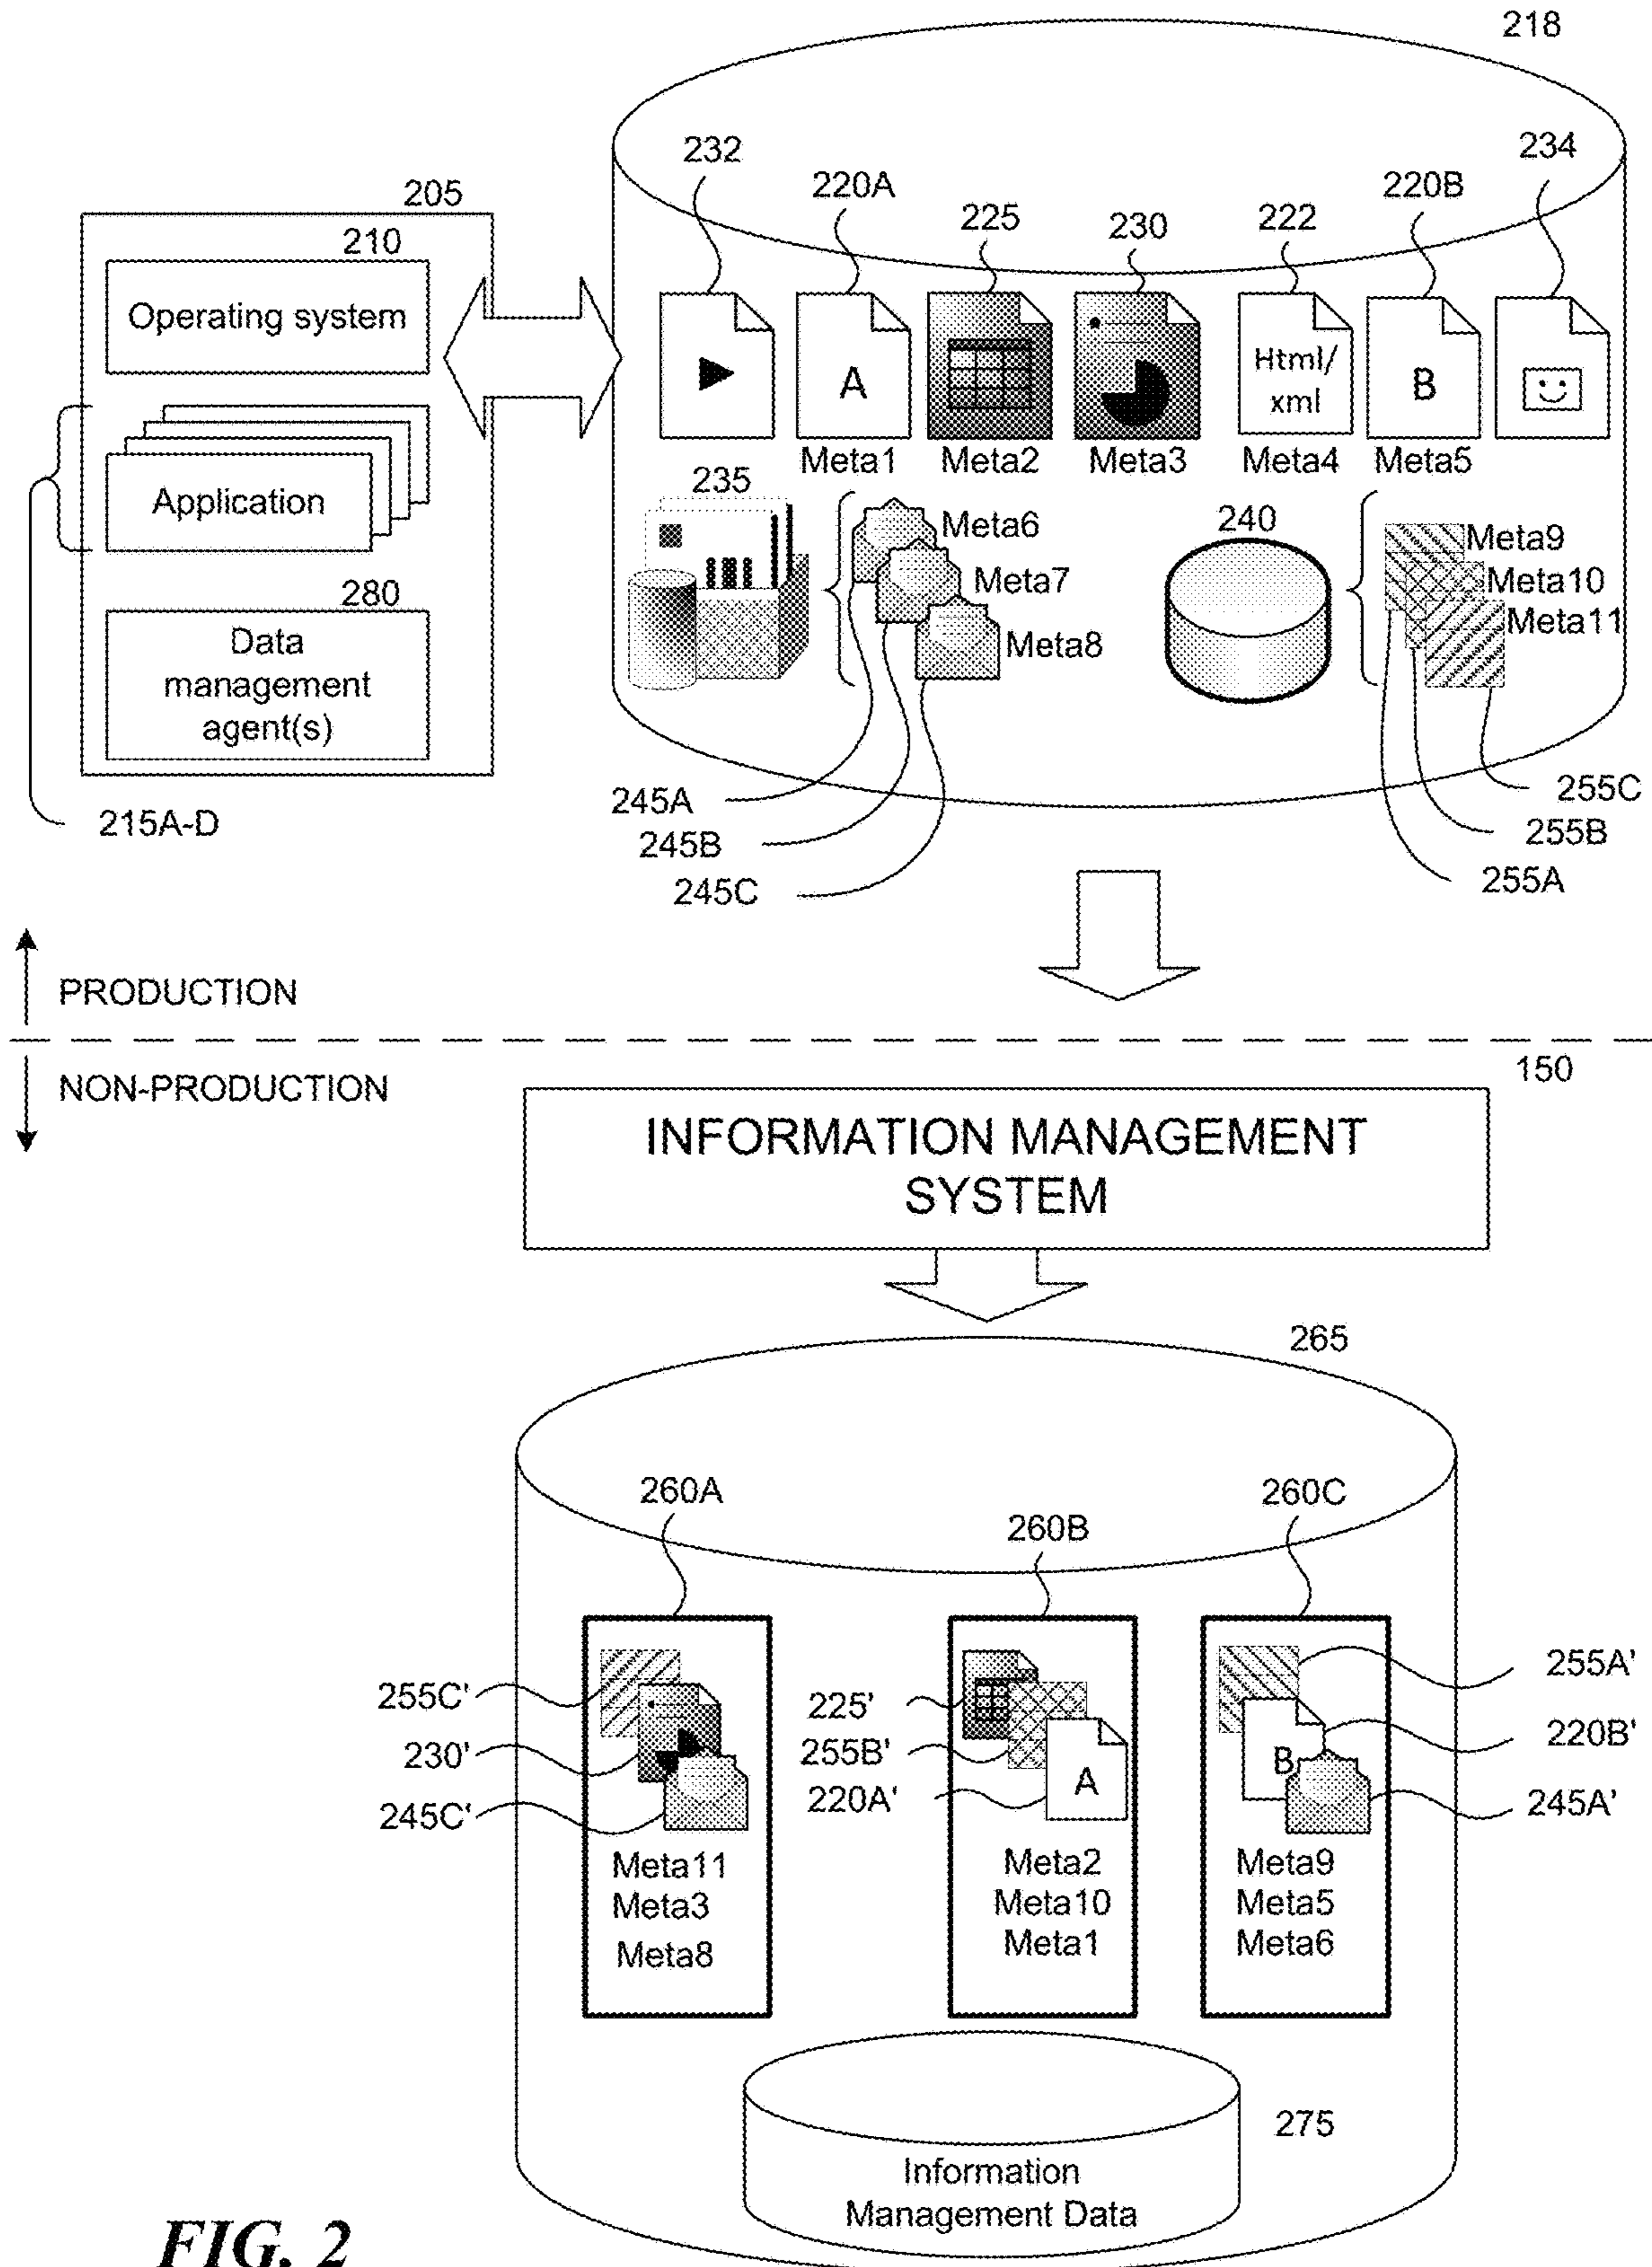 218
232
234
220A
220B
205
225
230
222
210
Operating system
A
Html/
xml
B
Meta1
Meta2
Meta3
Meta4
Meta5
235
Application
Meta6
240
Meta9
Meta7
Meta10
280
Meta11
Data
management
agent(s)
Meta8
245A
255C
215A-D
245B
255B
245C
255A
PRODUCTION
150
NON-PRODUCTION
INFORMATION MANAGEMENT
SYSTEM
265
260A
260C
260B
255C'
225'
255A'
230'
255B'
220B'
B
245C'
220A'
A
245A'
Meta11
Meta3
Meta8
Meta2
Meta10
Meta1
Meta9
Meta5
Meta6
275
Information
Management Data
FIG. 2